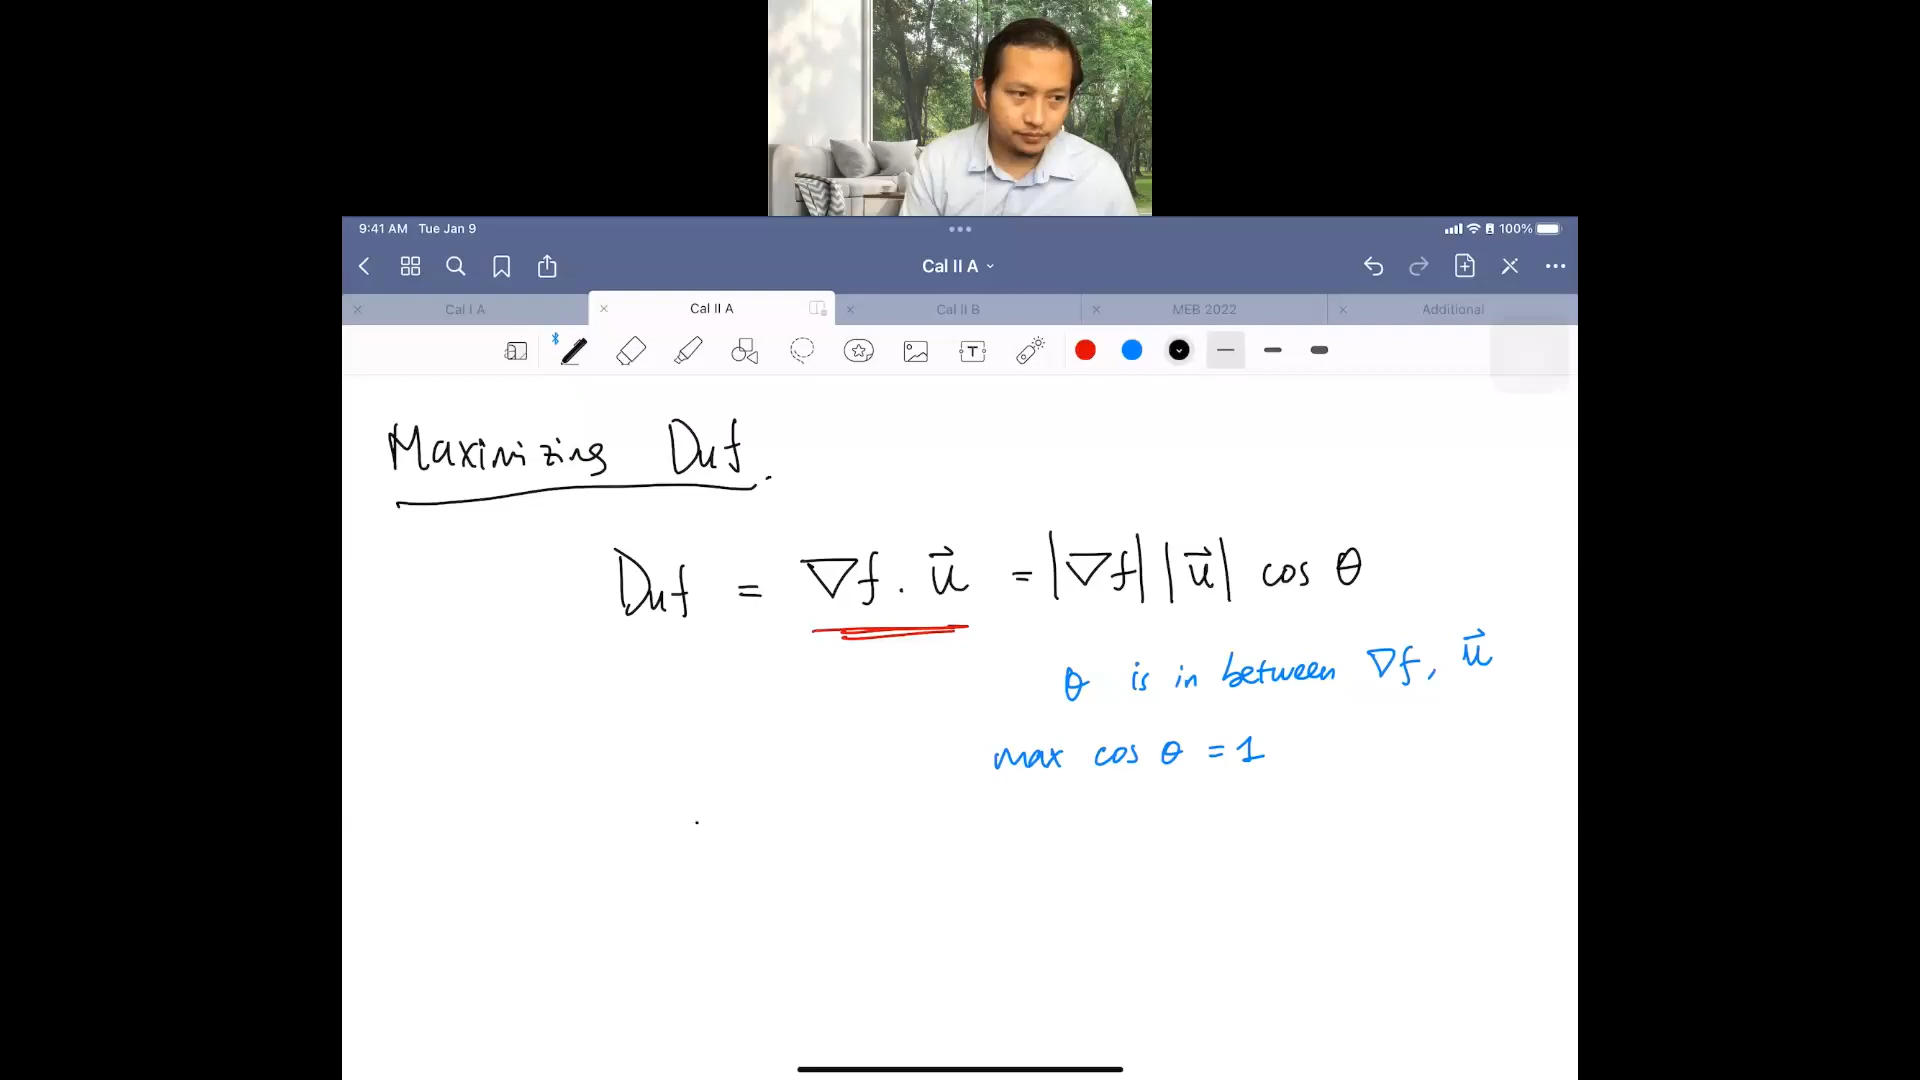 9:41 AM Tue Jan 9 100%
Cal II A
Cal I A Cal II A Cal II B MEB 2022 Additional
T
Maximizing Duf.
Duf = ∇f · u⃗ = |∇f| |u⃗| cos θ
θ is in between ∇f, u⃗
max cos θ = 1